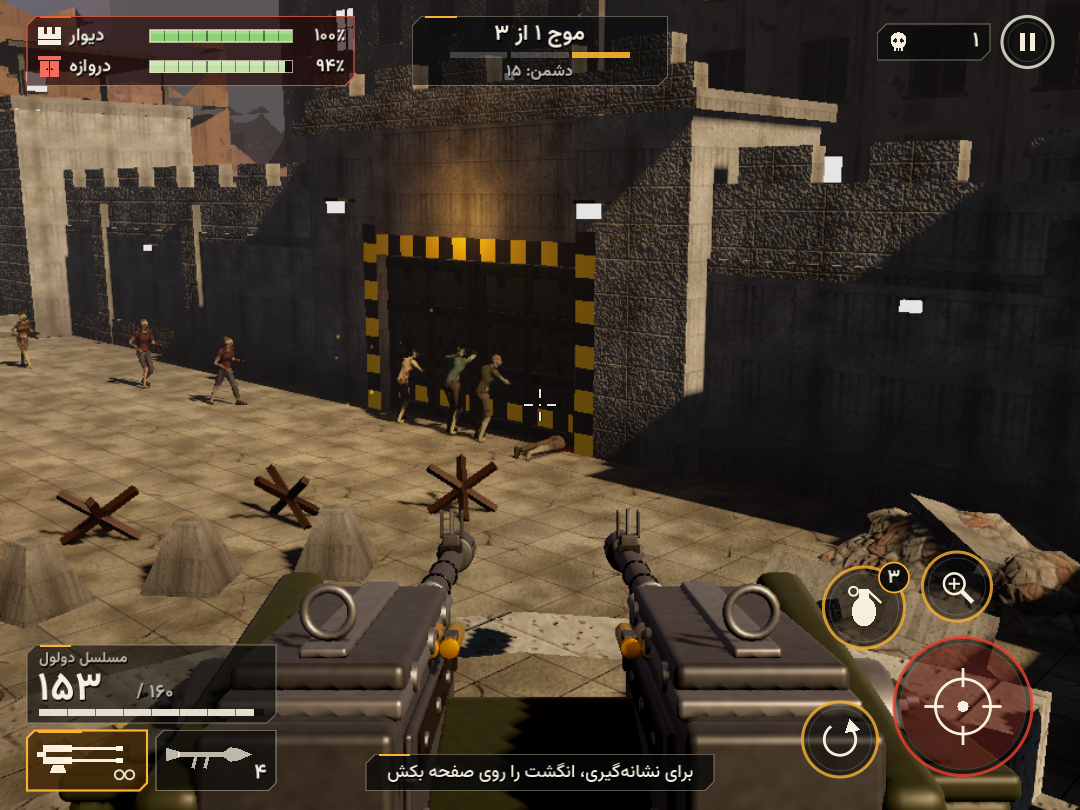 دیوار ۱۰۰٪
دروازه ۹۴٪
موج ۱ از ۳
دشمن: ۱۵
۱
۳
مسلسل دولول
۱۵۳ / ۱۶۰
∞
۴
برای نشانه‌گیری، انگشت را روی صفحه بکش